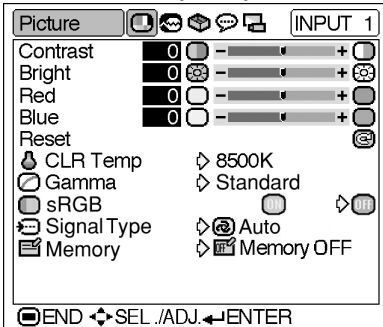 Picture INPUT 1
Contrast 0 - +
Bright 0 - +
Red 0 - +
Blue 0 - +
Reset
CLR Temp 8500K
Gamma Standard
sRGB ON OFF
Signal Type Auto
Memory OFF Memory OFF
END SEL./ADJ. ENTER